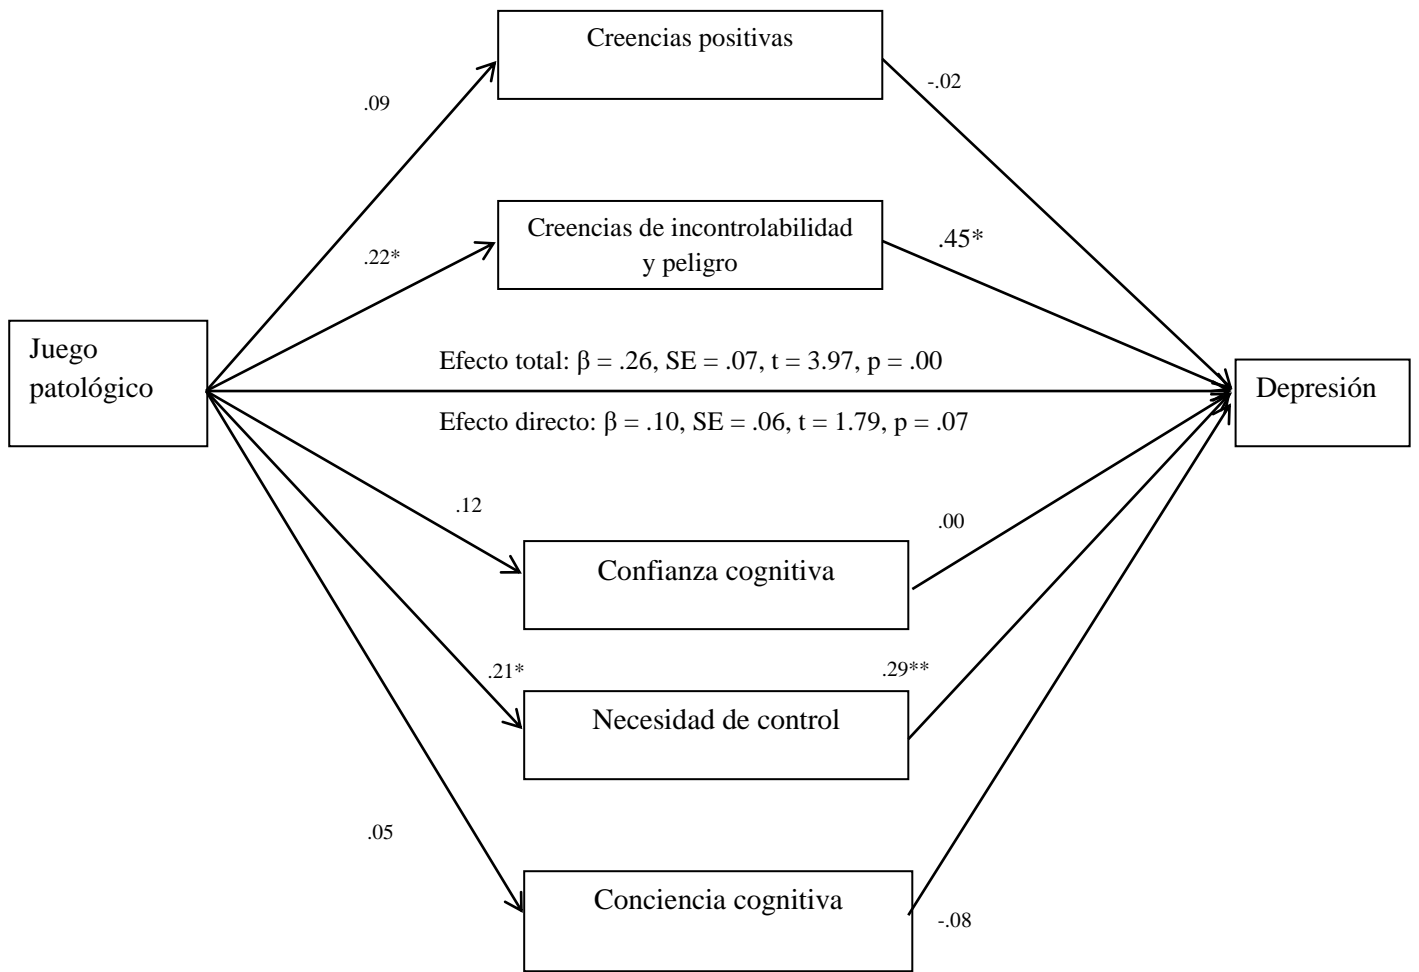 Creencias positivas
-.02
.09
Creencias de incontrolabilidad
y peligro
.45*
.22*
Juego
patológico
Efecto total: β = .26, SE = .07, t = 3.97, p = .00
Depresión
Efecto directo: β = .10, SE = .06, t = 1.79, p = .07
.12
.00
Confianza cognitiva
.21*
.29**
Necesidad de control
.05
Conciencia cognitiva
-.08